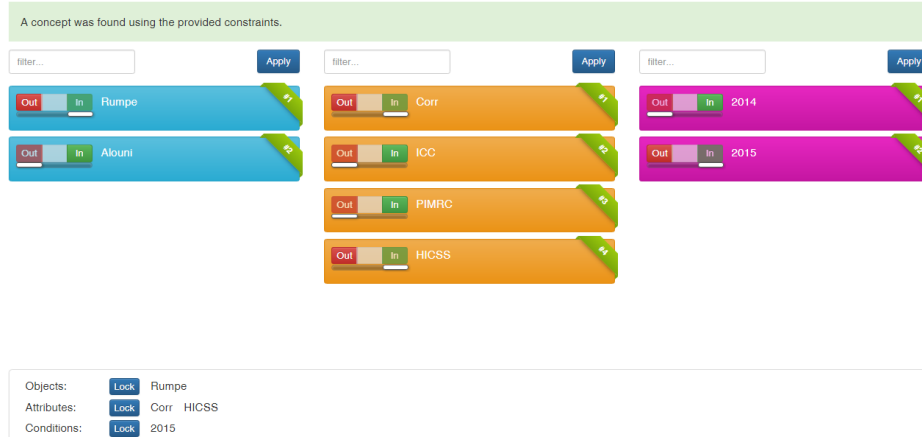 A concept was found using the provided constraints.
filter... Apply filter... Apply filter... Apply
Out In Rumpe #1 Out In Corr #1 Out In 2014 #1
Out In Alouni #2 Out In ICC #2 Out In 2015 #2
Out In PIMRC #3
Out In HICSS #4
Objects: Lock Rumpe
Attributes: Lock Corr HICSS
Conditions: Lock 2015